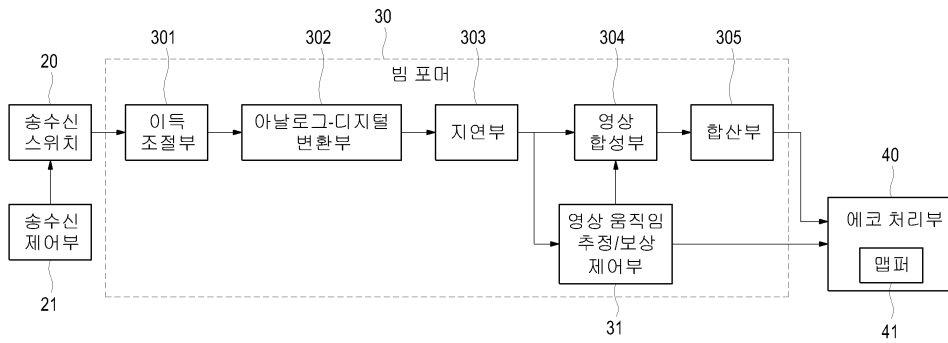 30
301
302
303
304
305
20
빔 포머
송수신
스위치
이득
조절부
아날로그-디지털
변환부
지연부
영상
합성부
합산부
40
송수신
제어부
영상 움직임
추정/보상
제어부
에코 처리부
맵퍼
21
31
41